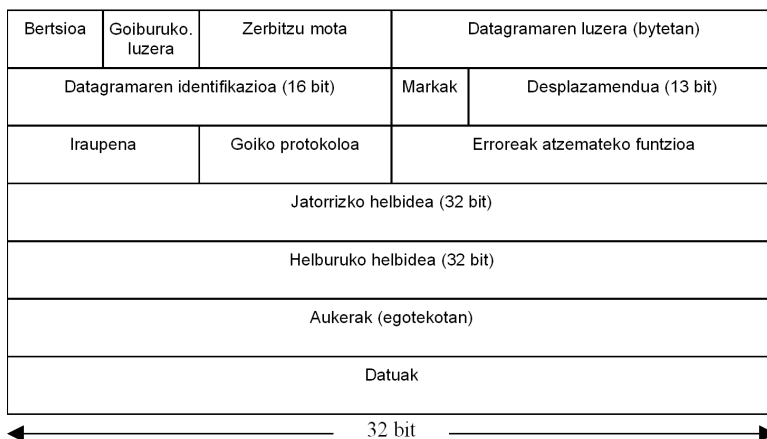 Bertsioa
Goiburuko.
luzera
Zerbitzu mota
Datagramaren luzera (bytetan)
Datagramaren identifikazioa (16 bit)
Markak
Desplazamendua (13 bit)
Iraupena
Goiko protokoloa
Erroreak atzemateko funtzioa
Jatorrizko helbidea (32 bit)
Helburuko helbidea (32 bit)
Aukerak (egotekotan)
Datuak
32 bit